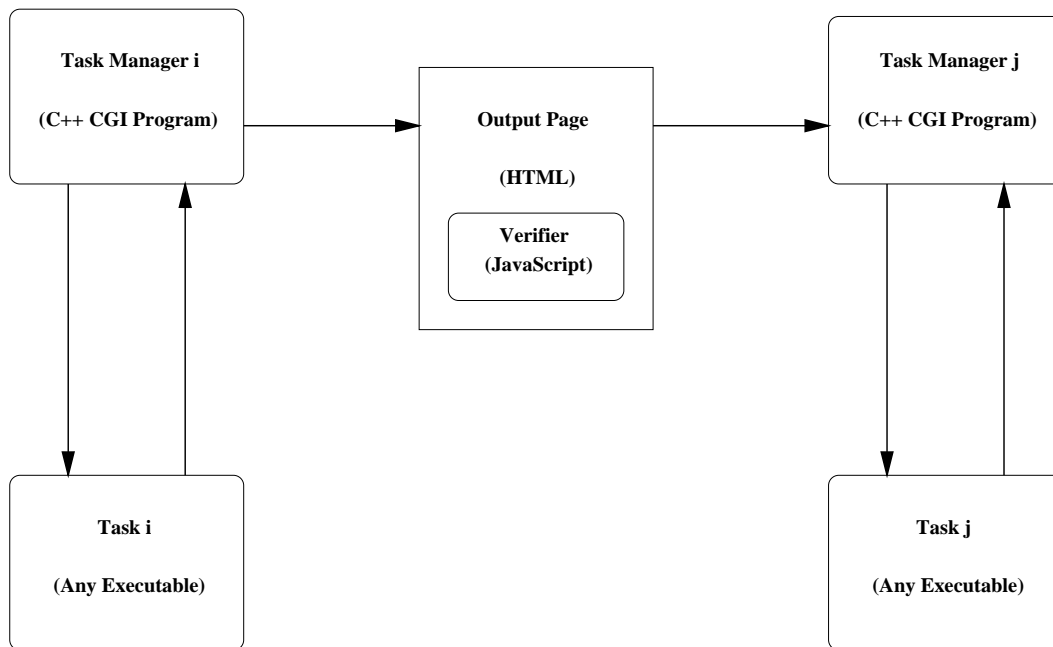 Task Manager i
(C++ CGI Program)
Output Page
(HTML)
Verifier
(JavaScript)
Task Manager j
(C++ CGI Program)
Task i
(Any Executable)
Task j
(Any Executable)